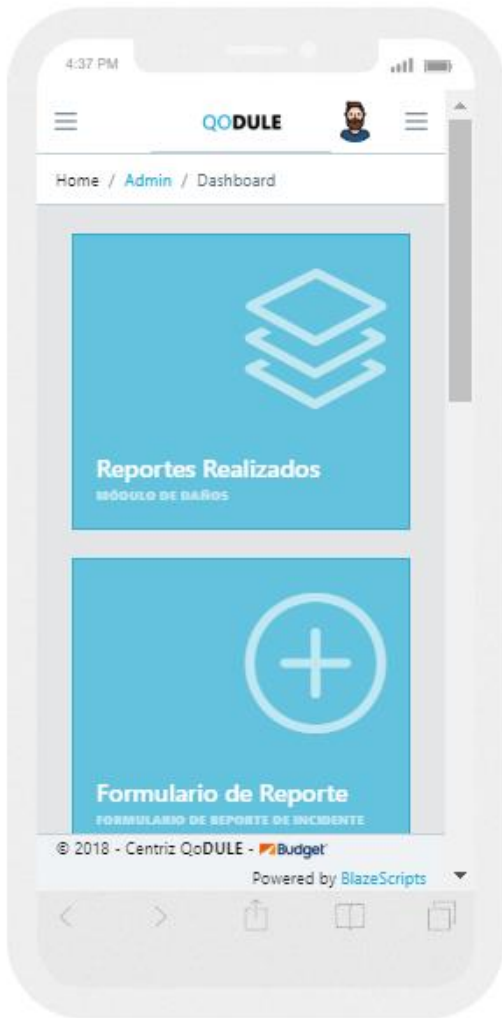 4:37 PM
QODULE
Home / Admin / Dashboard
Reportes Realizados
MÓDULO DE DAÑOS
Formulario de Reporte
FORMULARIO DE REPORTE DE INCIDENTE
© 2018 - Centriz QoDULE - Budget
Powered by BlazeScripts